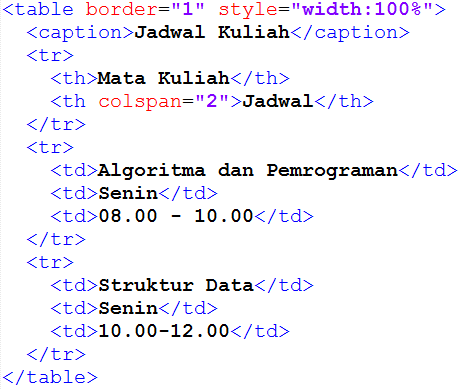 <table border="1" style="width:100%">
  <caption>Jadwal Kuliah</caption>
  <tr>
    <th>Mata Kuliah</th>
    <th colspan="2">Jadwal</th>
  </tr>
  <tr>
    <td>Algoritma dan Pemrograman</td>
    <td>Senin</td>
    <td>08.00 - 10.00</td>
  </tr>
  <tr>
    <td>Struktur Data</td>
    <td>Senin</td>
    <td>10.00-12.00</td>
  </tr>
</table>